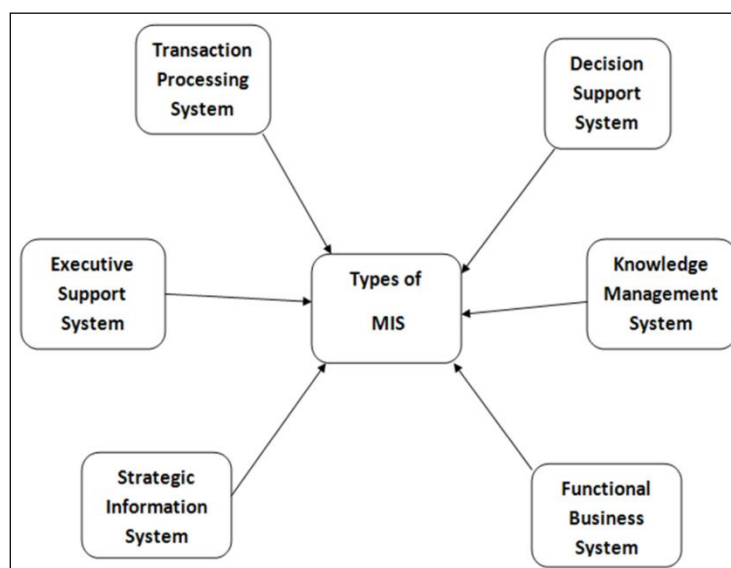 Transaction
Processing
System
Decision
Support
System
Executive
Support
System
Types of
MIS
Knowledge
Management
System
Strategic
Information
System
Functional
Business
System